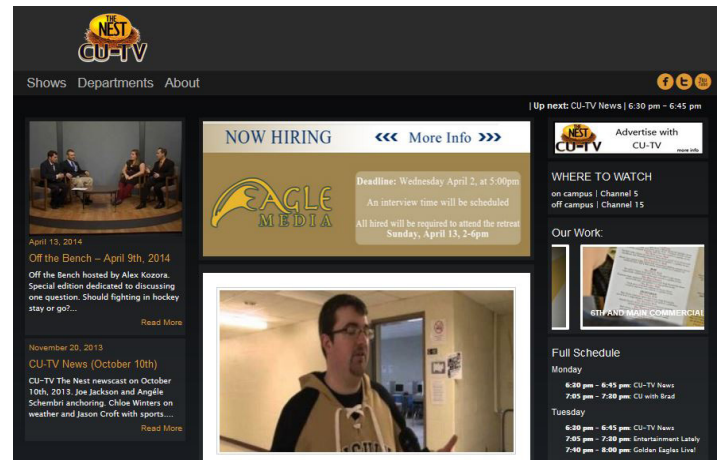 THE
NEST
CU-TV
Shows Departments About
| Up next: CU-TV News | 6:30 pm – 6:45 pm
April 13, 2014
Off the Bench – April 9th, 2014
Off the Bench hosted by Alex Kozora.
Special edition dedicated to discussing
one question. Should fighting in hockey
stay or go?...
Read More
November 20, 2013
CU-TV News (October 10th)
CU-TV The Nest newscast on October
10th, 2013. Joe Jackson and Angéle
Schembri anchoring. Chloe Winters on
weather and Jason Croft with sports....
Read More
NOW HIRING <<< More Info >>>
EAGLE
MEDIA
Deadline: Wednesday April 2, at 5:00pm
An interview time will be scheduled
All hired will be required to attend the retreat
Sunday, April 13, 2-6pm
THE
NEST
CU-TV
Advertise with
CU-TV
more info
WHERE TO WATCH
on campus | Channel 5
off campus | Channel 15
Our Work:
6TH AND MAIN COMMERCIAL
Full Schedule
Monday
6:30 pm – 6:45 pm: CU-TV News
7:05 pm – 7:20 pm: CU with Brad
Tuesday
6:30 pm – 6:45 pm: CU-TV News
7:05 pm – 7:20 pm: Entertainment Lately
7:40 pm – 8:00 pm: Golden Eagles Live!